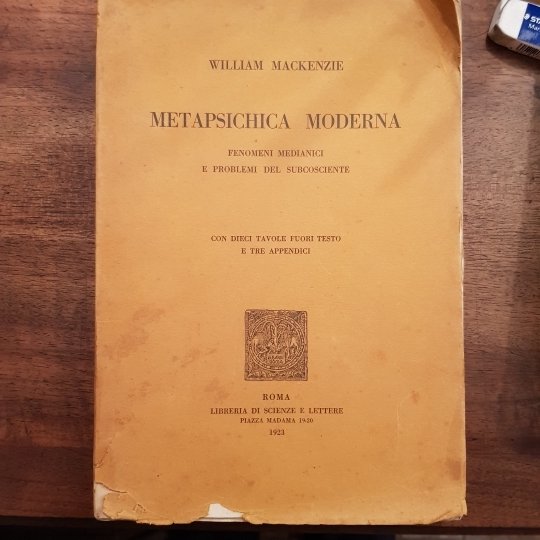 WILLIAM MACKENZIE
METAPSICHICA MODERNA
FENOMENI MEDIANICI
E PROBLEMI DEL SUBCOSCIENTE
CON DIECI TAVOLE FUORI TESTO
E TRE APPENDICI
ROMA
LIBRERIA DI SCIENZE E LETTERE
PIAZZA MADAMA 19-20
1923